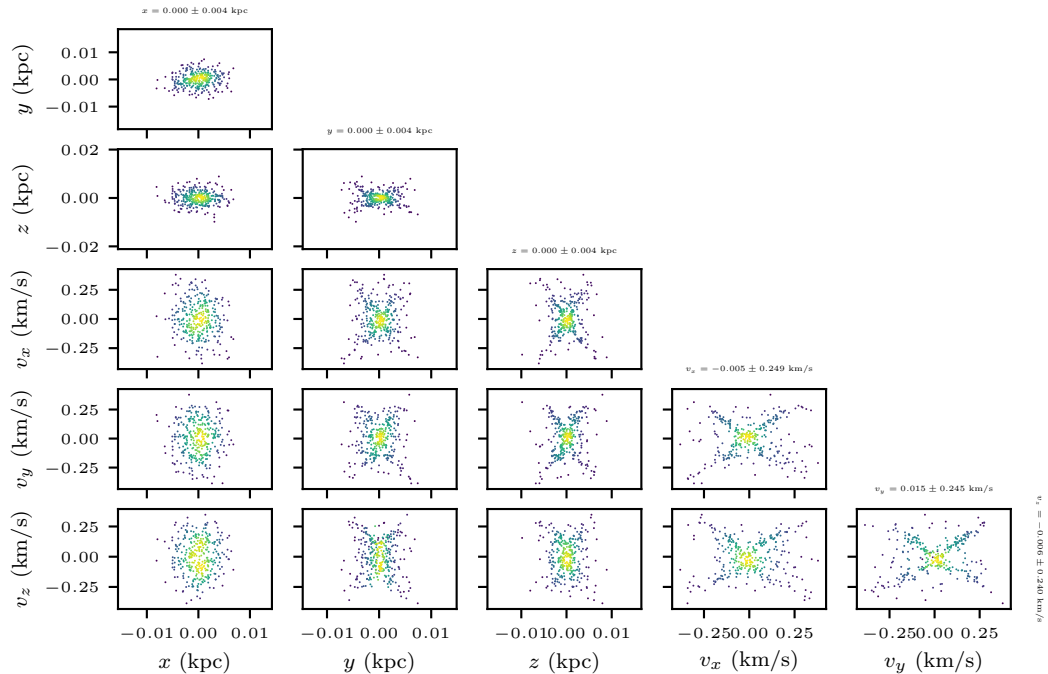 x = 0.000 ± 0.004 kpc
y (kpc)
0.01
0.00
−0.01
y = 0.000 ± 0.004 kpc
z (kpc)
0.02
0.00
−0.02
z = 0.000 ± 0.004 kpc
v_x (km/s)
0.25
0.00
−0.25
v_x = −0.005 ± 0.249 km/s
v_y (km/s)
0.25
0.00
−0.25
v_y = 0.015 ± 0.245 km/s
v_z (km/s)
0.25
0.00
−0.25
v_z = −0.006 ± 0.240 km/s
−0.01 0.00 0.01
0.00 0.01
−0.010.00 0.01
−0.250.00 0.25
−0.250.00 0.25
x (kpc)
y (kpc)
z (kpc)
v_x (km/s)
v_y (km/s)